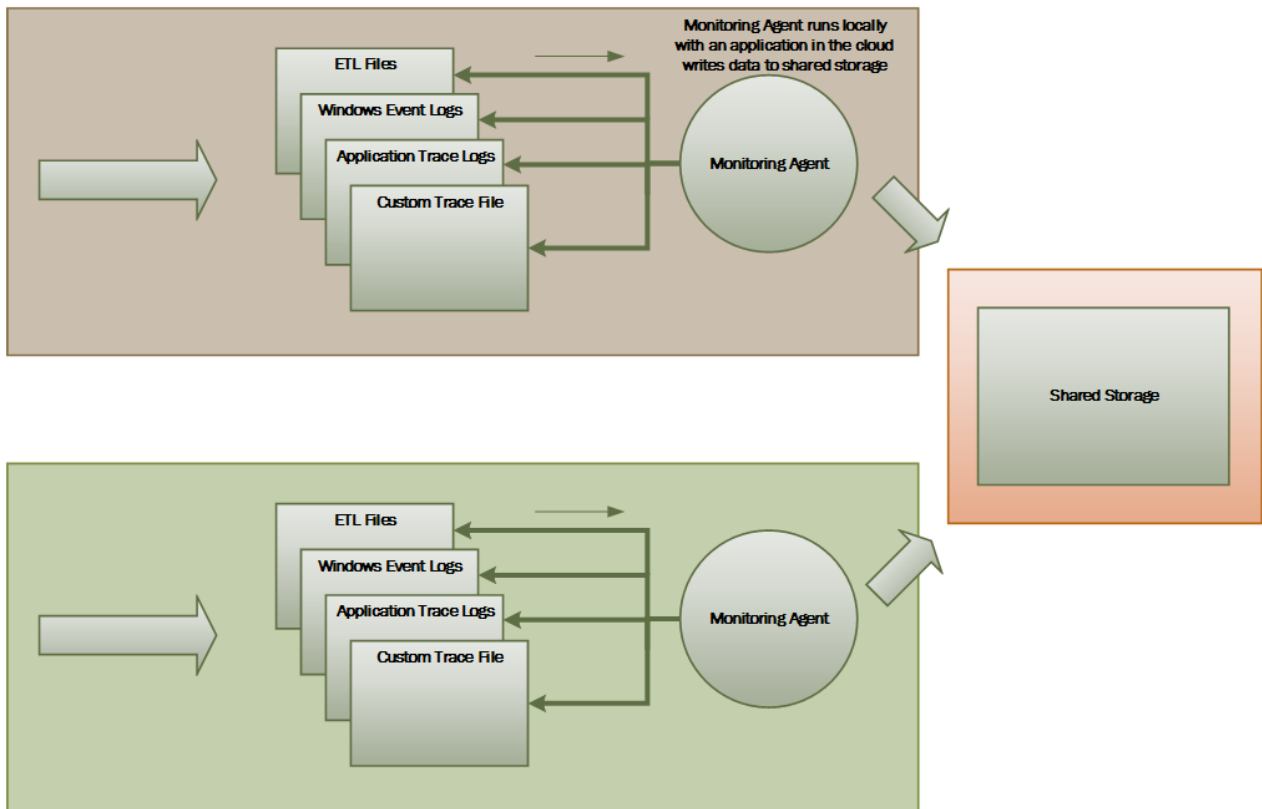 Monitoring Agent runs locally
with an application in the cloud
writes data to shared storage
ETL Files
Windows Event Logs
Application Trace Logs
Custom Trace File
Monitoring Agent
Shared Storage
ETL Files
Windows Event Logs
Application Trace Logs
Custom Trace File
Monitoring Agent